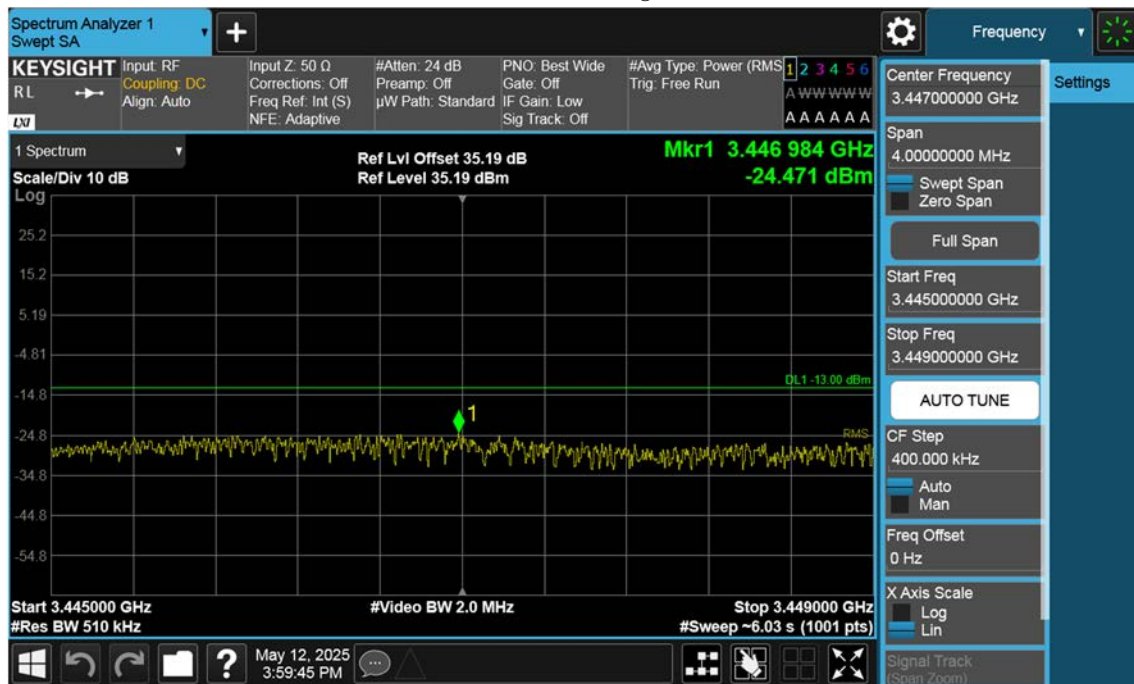 Spectrum Analyzer 1
Swept SA
Frequency
KEYSIGHT
R L
LXI
Input: RF
Coupling: DC
Align: Auto
Input Z: 50 Ω
Corrections: Off
Freq Ref: Int (S)
NFE: Adaptive
#Atten: 24 dB
Preamp: Off
µW Path: Standard
PNO: Best Wide
Gate: Off
IF Gain: Low
Sig Track: Off
#Avg Type: Power (RMS
Trig: Free Run
1 2 3 4 5 6
A W W W W W
A A A A A A
Center Frequency
3.447000000 GHz
Settings
1 Spectrum
Scale/Div 10 dB
Ref Lvl Offset 35.19 dB
Ref Level 35.19 dBm
Mkr1 3.446 984 GHz
-24.471 dBm
Log
25.2
15.2
5.19
-4.81
-14.8
-24.8
-34.8
-44.8
-54.8
DL1 -13.00 dBm
1
RMS
Start 3.445000 GHz
#Res BW 510 kHz
#Video BW 2.0 MHz
Stop 3.449000 GHz
#Sweep ~6.03 s (1001 pts)
Span
4.00000000 MHz
Swept Span
Zero Span
Full Span
Start Freq
3.445000000 GHz
Stop Freq
3.449000000 GHz
AUTO TUNE
CF Step
400.000 kHz
Auto
Man
Freq Offset
0 Hz
X Axis Scale
Log
Lin
Signal Track
(Span Zoom)
?
May 12, 2025
3:59:45 PM